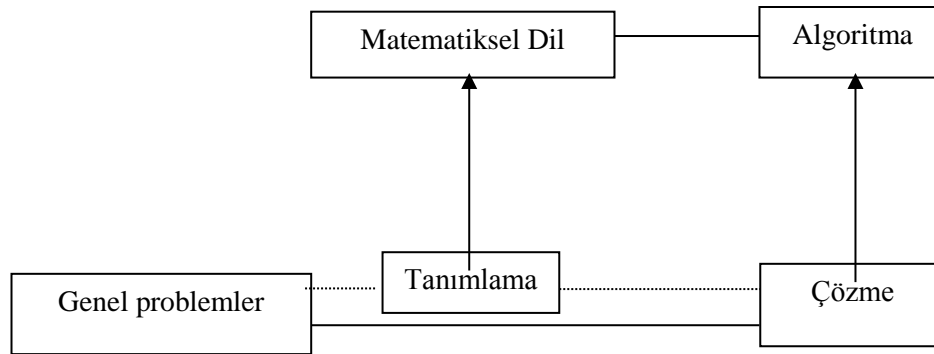 Matematiksel Dil
Algoritma
Tanımlama
Genel problemler
Çözme